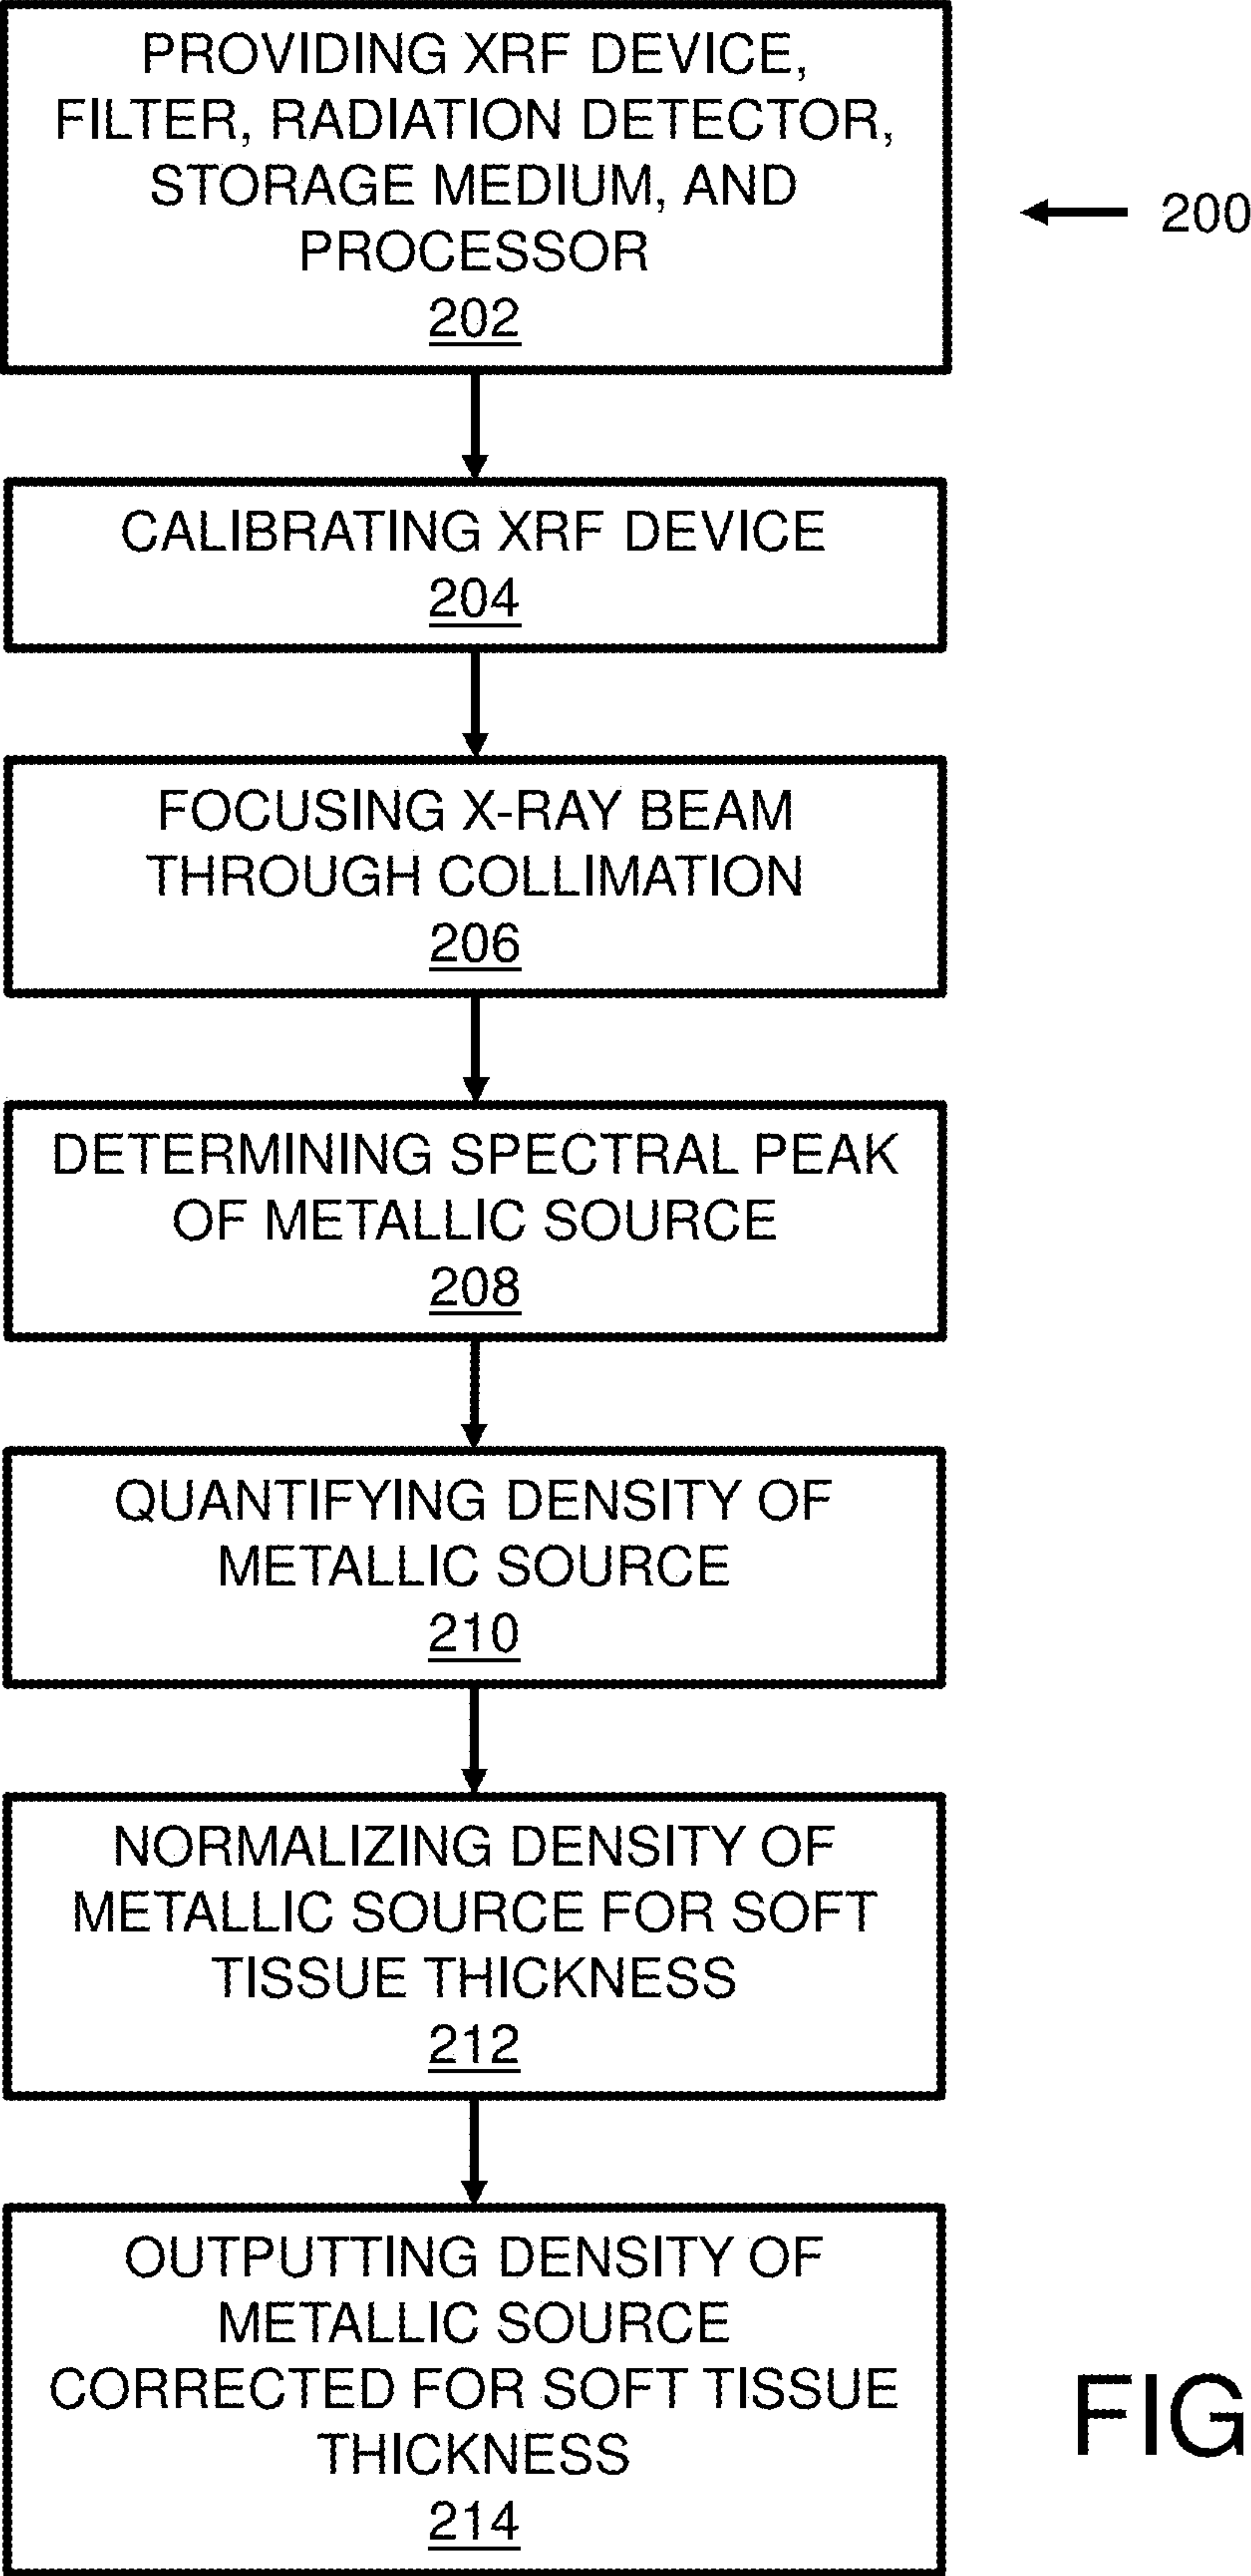 PROVIDING XRF DEVICE,
FILTER, RADIATION DETECTOR,
STORAGE MEDIUM, AND
PROCESSOR
202
200
CALIBRATING XRF DEVICE
204
FOCUSING X-RAY BEAM
THROUGH COLLIMATION
206
DETERMINING SPECTRAL PEAK
OF METALLIC SOURCE
208
QUANTIFYING DENSITY OF
METALLIC SOURCE
210
NORMALIZING DENSITY OF
METALLIC SOURCE FOR SOFT
TISSUE THICKNESS
212
OUTPUTTING DENSITY OF
METALLIC SOURCE
CORRECTED FOR SOFT TISSUE
THICKNESS
214
FIG